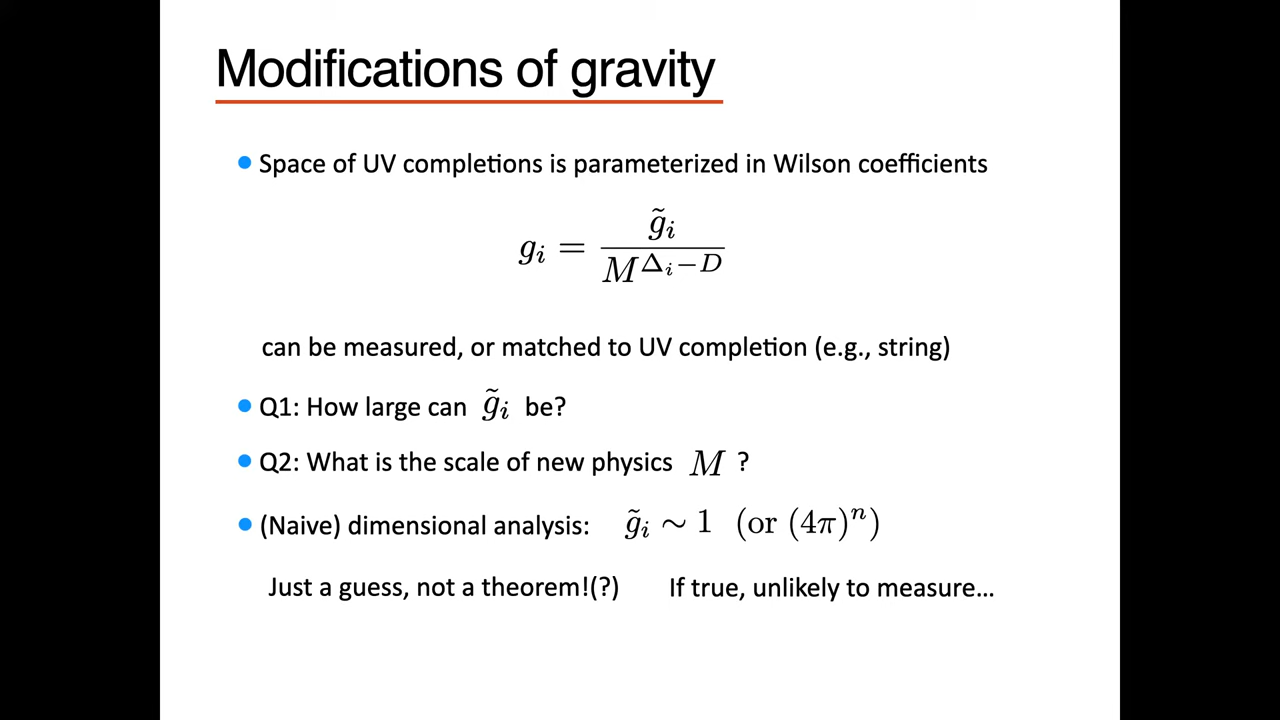 Modifications of gravity
Space of UV completions is parameterized in Wilson coefficients
g_i = \frac{\tilde{g}_i}{M^{\Delta_i - D}}
can be measured, or matched to UV completion (e.g., string)
Q1: How large can \tilde{g}_i be?
Q2: What is the scale of new physics M ?
(Naive) dimensional analysis: \tilde{g}_i \sim 1 (or (4\pi)^n)
Just a guess, not a theorem!(?) If true, unlikely to measure…